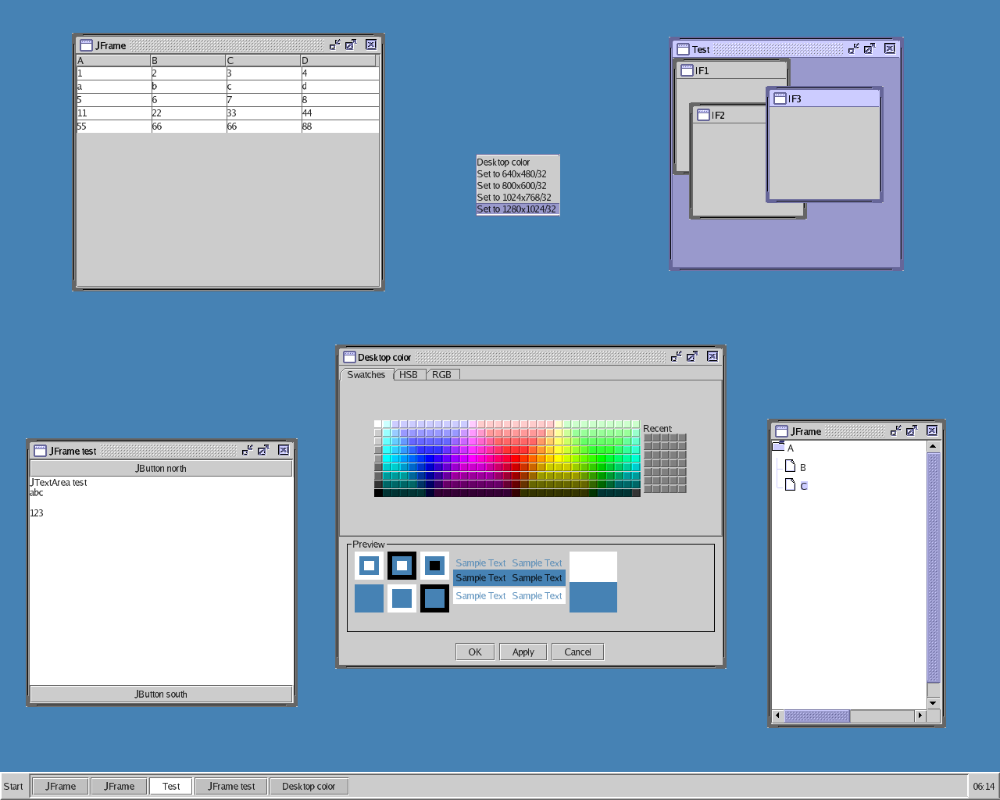 JFrame
A B C D
1 2 3 4
a b c d
5 6 7 8
11 22 33 44
55 66 66 88
Desktop color
Set to 640x480/32
Set to 800x600/32
Set to 1024x768/32
Set to 1280x1024/32
Test
IF1
IF2
IF3
JFrame test
JButton north
JTextArea test
abc
123
JButton south
Desktop color
Swatches HSB RGB
Recent
Preview
Sample Text Sample Text
Sample Text Sample Text
Sample Text Sample Text
OK Apply Cancel
JFrame
A
B
C
Start JFrame JFrame Test JFrame test Desktop color 06:14